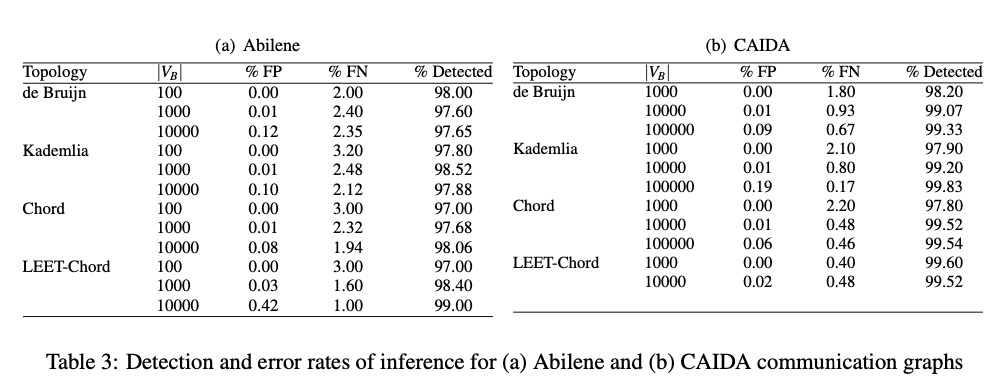 (a) Abilene
Topology |V_B| % FP % FN % Detected
de Bruijn 100 0.00 2.00 98.00
1000 0.01 2.40 97.60
10000 0.12 2.35 97.65
Kademlia 100 0.00 3.20 97.80
1000 0.01 2.48 98.52
10000 0.10 2.12 97.88
Chord 100 0.00 3.00 97.00
1000 0.01 2.32 97.68
10000 0.08 1.94 98.06
LEET-Chord 100 0.00 3.00 97.00
1000 0.03 1.60 98.40
10000 0.42 1.00 99.00
(b) CAIDA
Topology |V_B| % FP % FN % Detected
de Bruijn 1000 0.00 1.80 98.20
10000 0.01 0.93 99.07
100000 0.09 0.67 99.33
Kademlia 1000 0.00 2.10 97.90
10000 0.01 0.80 99.20
100000 0.19 0.17 99.83
Chord 1000 0.00 2.20 97.80
10000 0.01 0.48 99.52
100000 0.06 0.46 99.54
LEET-Chord 1000 0.00 0.40 99.60
10000 0.02 0.48 99.52
Table 3: Detection and error rates of inference for (a) Abilene and (b) CAIDA communication graphs